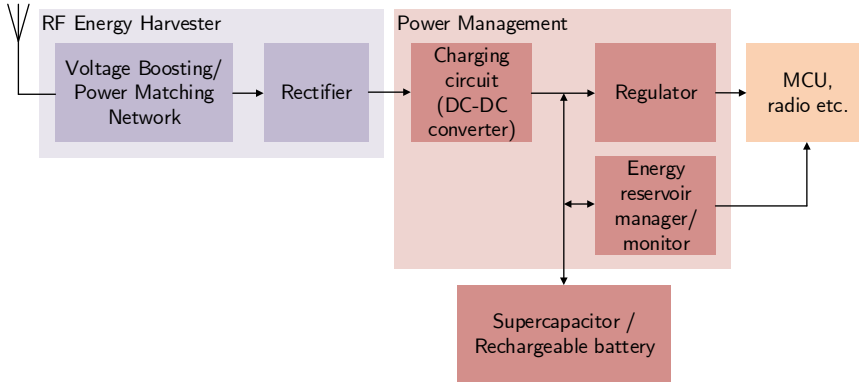 RF Energy Harvester
Voltage Boosting/
Power Matching
Network
Rectifier
Power Management
Charging
circuit
(DC-DC
converter)
Regulator
MCU,
radio etc.
Energy
reservoir
manager/
monitor
Supercapacitor /
Rechargeable battery